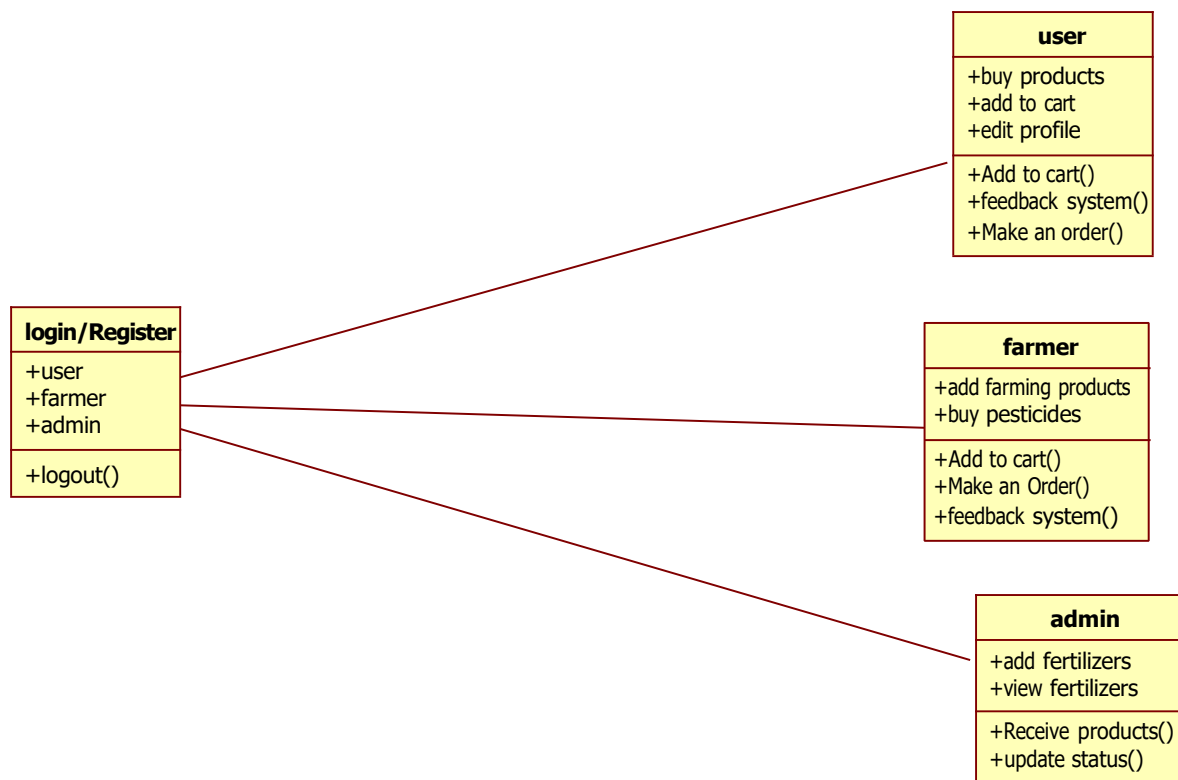 user
+buy products
+add to cart
+edit profile
+Add to cart()
+feedback system()
+Make an order()
login/Register
+user
+farmer
+admin
+logout()
farmer
+add farming products
+buy pesticides
+Add to cart()
+Make an Order()
+feedback system()
admin
+add fertilizers
+view fertilizers
+Receive products()
+update status()